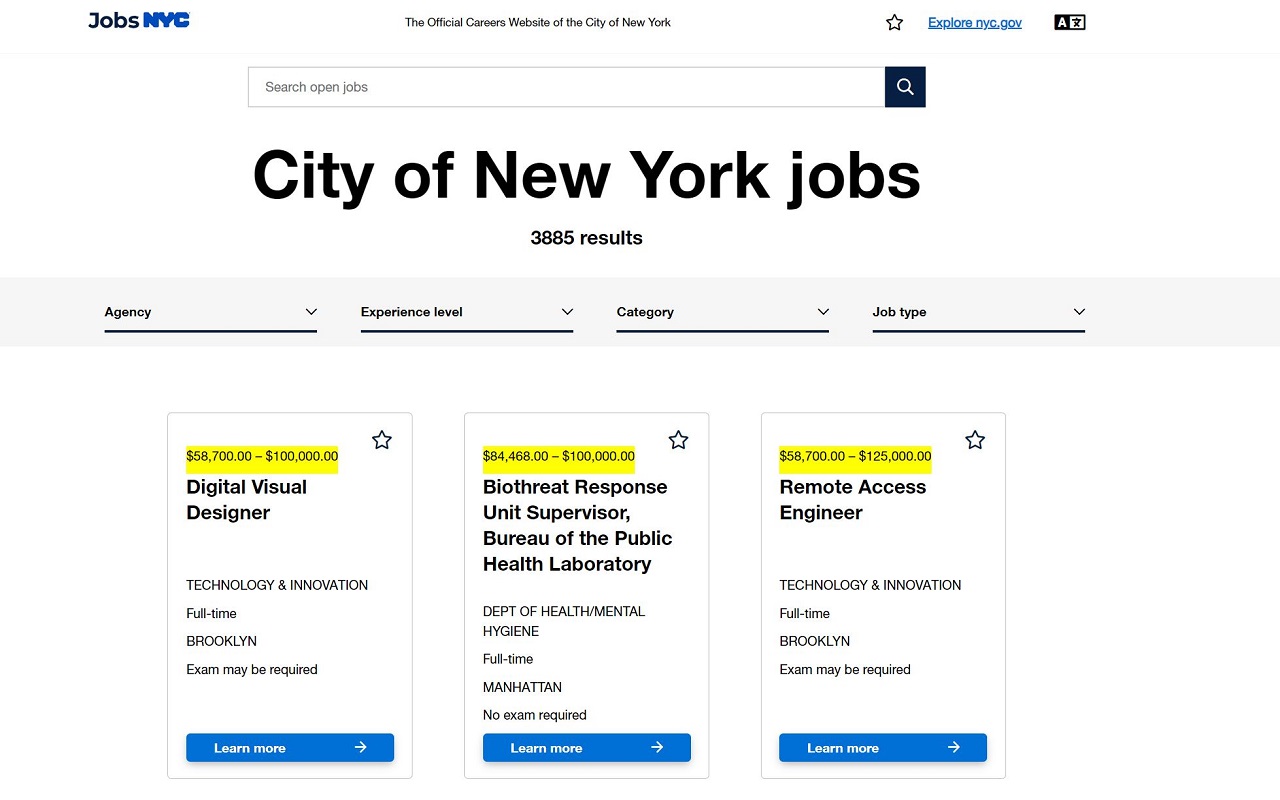 Jobs NYC
The Official Careers Website of the City of New York
Explore nyc.gov
A 文
Search open jobs
City of New York jobs
3885 results
Agency
Experience level
Category
Job type
$58,700.00 – $100,000.00
Digital Visual
Designer
TECHNOLOGY & INNOVATION
Full-time
BROOKLYN
Exam may be required
Learn more
$84,468.00 – $100,000.00
Biothreat Response
Unit Supervisor,
Bureau of the Public
Health Laboratory
DEPT OF HEALTH/MENTAL
HYGIENE
Full-time
MANHATTAN
No exam required
Learn more
$58,700.00 – $125,000.00
Remote Access
Engineer
TECHNOLOGY & INNOVATION
Full-time
BROOKLYN
Exam may be required
Learn more